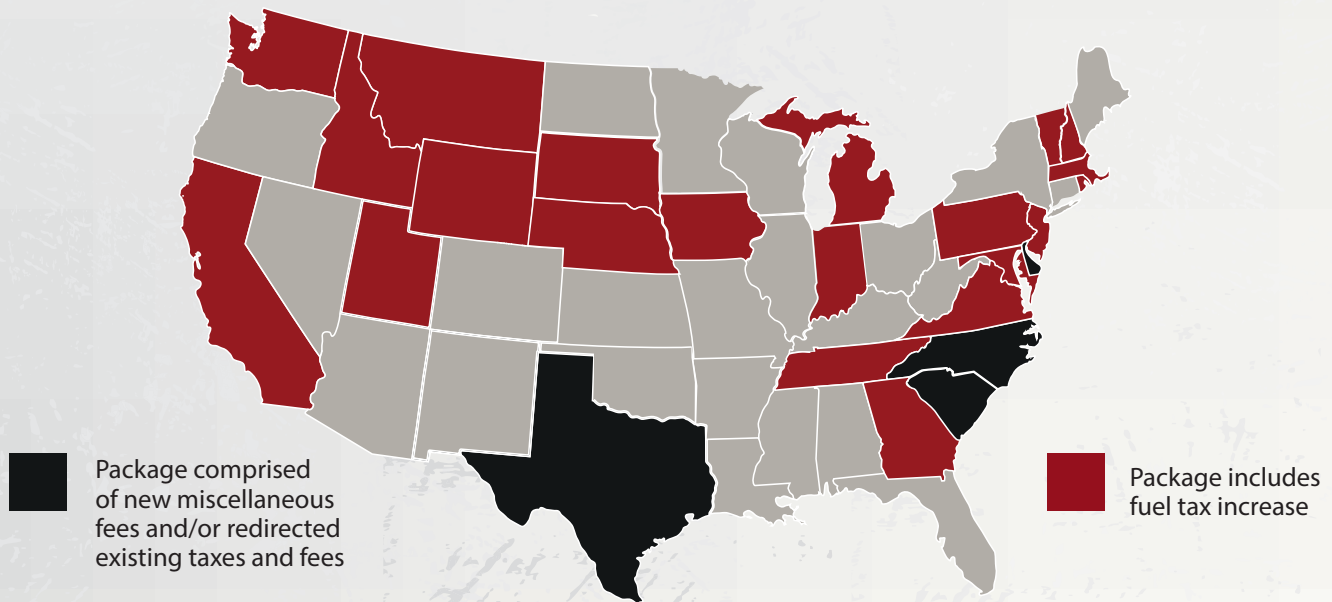 Package comprised
of new miscellaneous
fees and/or redirected
existing taxes and fees
Package includes
fuel tax increase